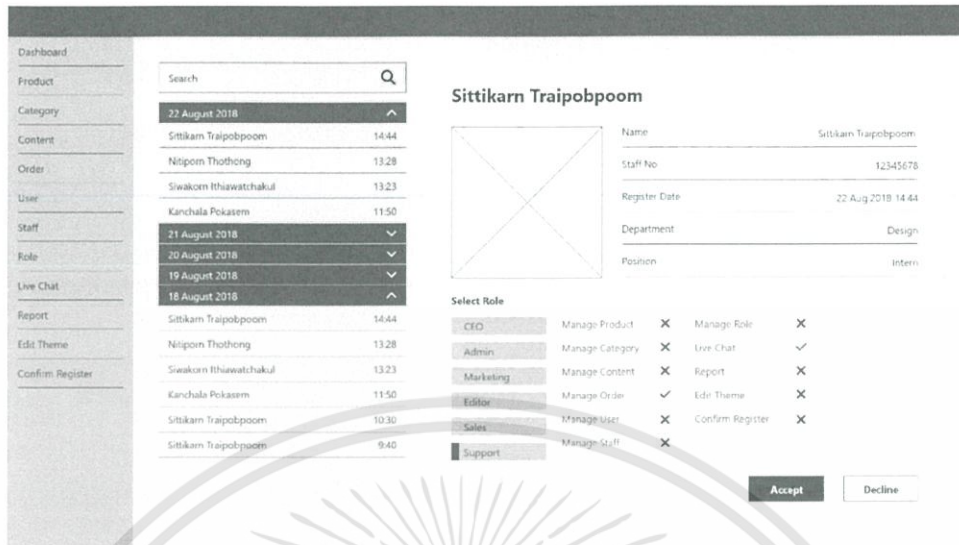 Dashboard
Product
Category
Content
Order
User
Staff
Role
Live Chat
Report
Edit Theme
Confirm Register
Search
22 August 2018
Sittikarn Traipobpoom 14:44
Nitiporn Thothong 13:28
Siwakorn Ithiawatchakul 13:23
Kanchala Pokasem 11:50
21 August 2018
20 August 2018
19 August 2018
18 August 2018
Sittikarn Traipobpoom 14:44
Nitiporn Thothong 13:28
Siwakorn Ithiawatchakul 13:23
Kanchala Pokasem 11:50
Sittikarn Traipobpoom 10:30
Sittikarn Traipobpoom 9:40
Sittikarn Traipobpoom
Name Sittikarn Traipobpoom
Staff No 12345678
Register Date 22 Aug 2018 14:44
Department Design
Position Intern
Select Role
CEO
Admin
Marketing
Editor
Sales
Support
Manage Product
Manage Category
Manage Content
Manage Order
Manage User
Manage Staff
Manage Role
Live Chat
Report
Edit Theme
Confirm Register
Accept
Decline